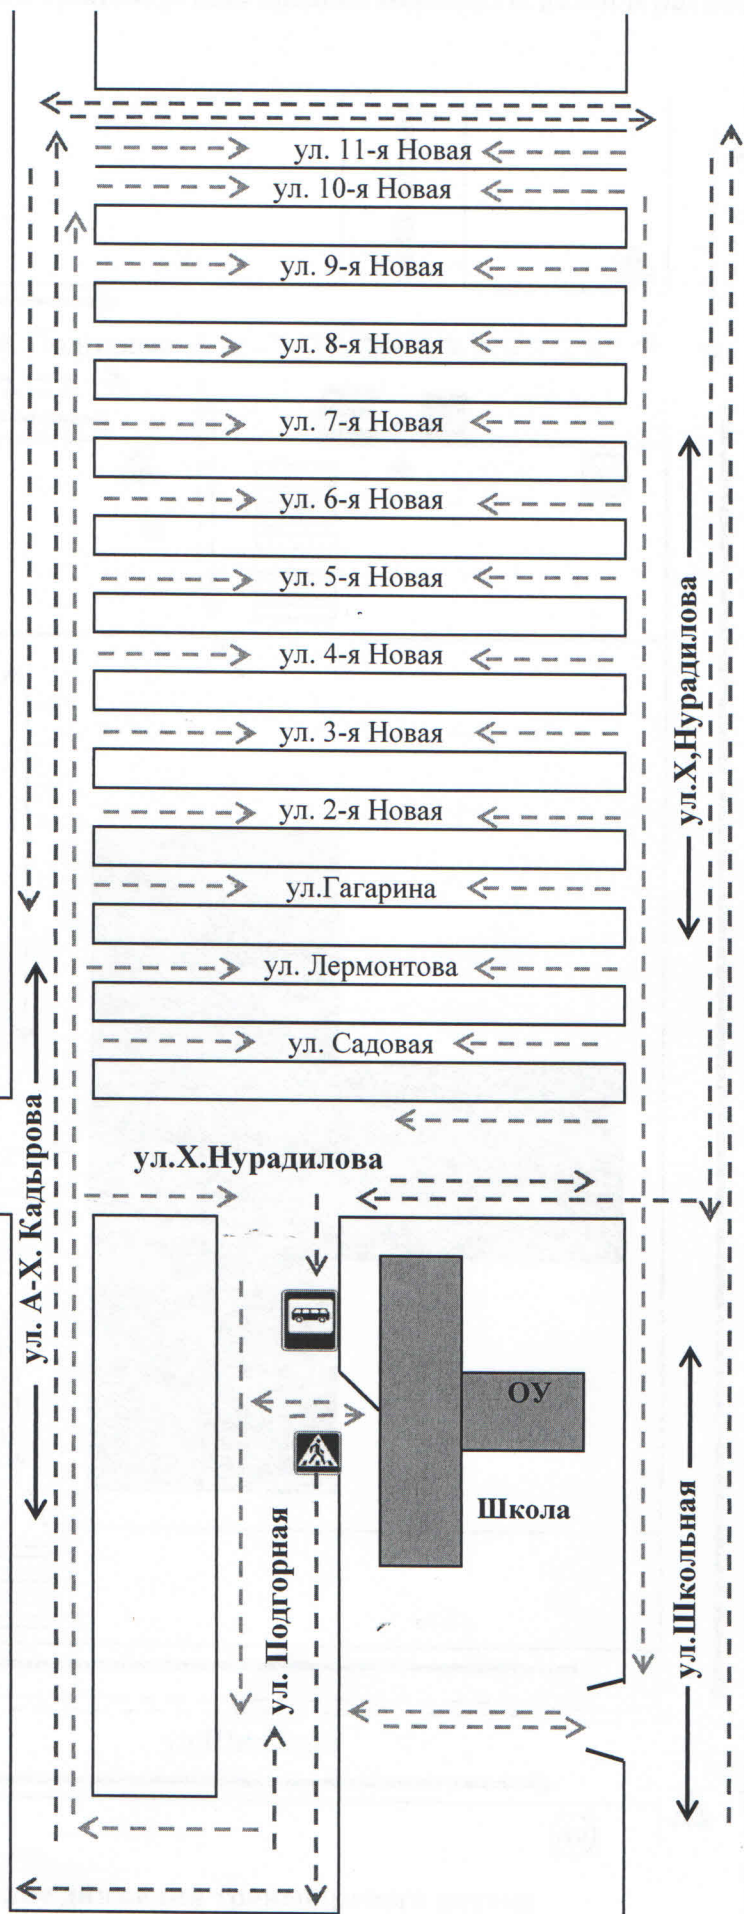 ул. 11-я Новая
ул. 10-я Новая
ул. 9-я Новая
ул. 8-я Новая
ул. 7-я Новая
ул. 6-я Новая
ул. 5-я Новая
ул. 4-я Новая
ул. 3-я Новая
ул. 2-я Новая
ул.Гагарина
ул. Лермонтова
ул. Садовая
ул.Х,Нурадилова
ул. А-Х. Кадырова
ул.Х.Нурадилова
ОУ
Школа
ул. Подгорная
ул.Школьная